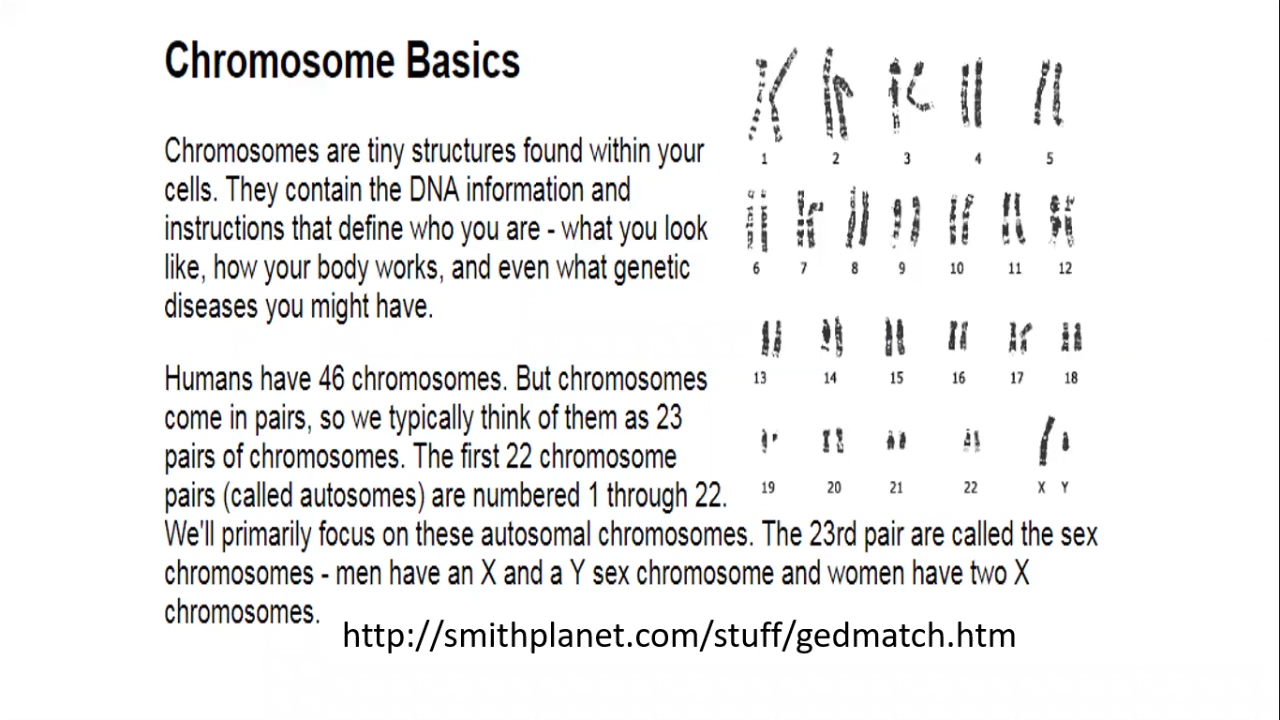 Chromosome Basics
Chromosomes are tiny structures found within your
cells. They contain the DNA information and
instructions that define who you are - what you look
like, how your body works, and even what genetic
diseases you might have.
Humans have 46 chromosomes. But chromosomes
come in pairs, so we typically think of them as 23
pairs of chromosomes. The first 22 chromosome
pairs (called autosomes) are numbered 1 through 22.
We'll primarily focus on these autosomal chromosomes. The 23rd pair are called the sex
chromosomes - men have an X and a Y sex chromosome and women have two X
chromosomes.
1 2 3 4 5
6 7 8 9 10 11 12
13 14 15 16 17 18
19 20 21 22 X Y
http://smithplanet.com/stuff/gedmatch.htm